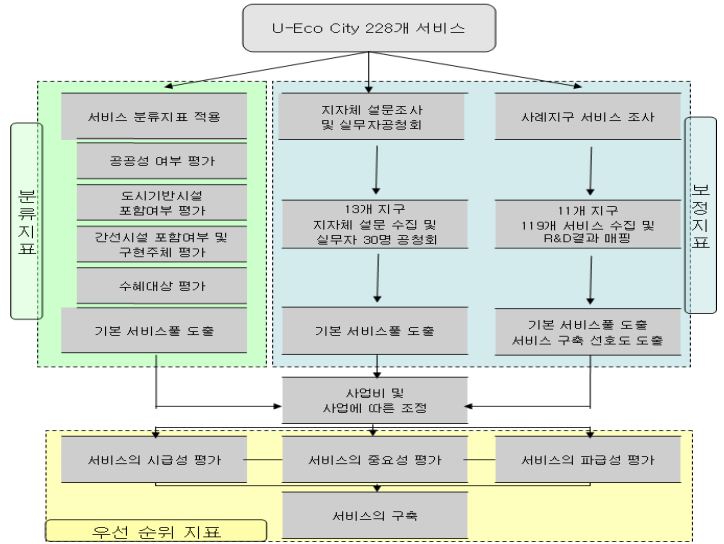 U-Eco City 228개 서비스
분류지표
서비스 분류지표 적용
공공성 여부 평가
도시기반시설
포함여부 평가
간선시설 포함여부 및
구현주체 평가
수혜대상 평가
기본 서비스풀 도출
지자체 설문조사
및 실무자공청회
13개 지구
지자체 설문 수집 및
실무자 30명 공청회
기본 서비스풀 도출
사례지구 서비스 조사
11개 지구
119개 서비스 수집 및
R&D결과 매핑
기본 서비스풀 도출
서비스 구축 선호도 도출
보정지표
사업비 및
사업에 따른 조정
서비스의 시급성 평가
서비스의 중요성 평가
서비스의 파급성 평가
서비스의 구축
우선 순위 지표